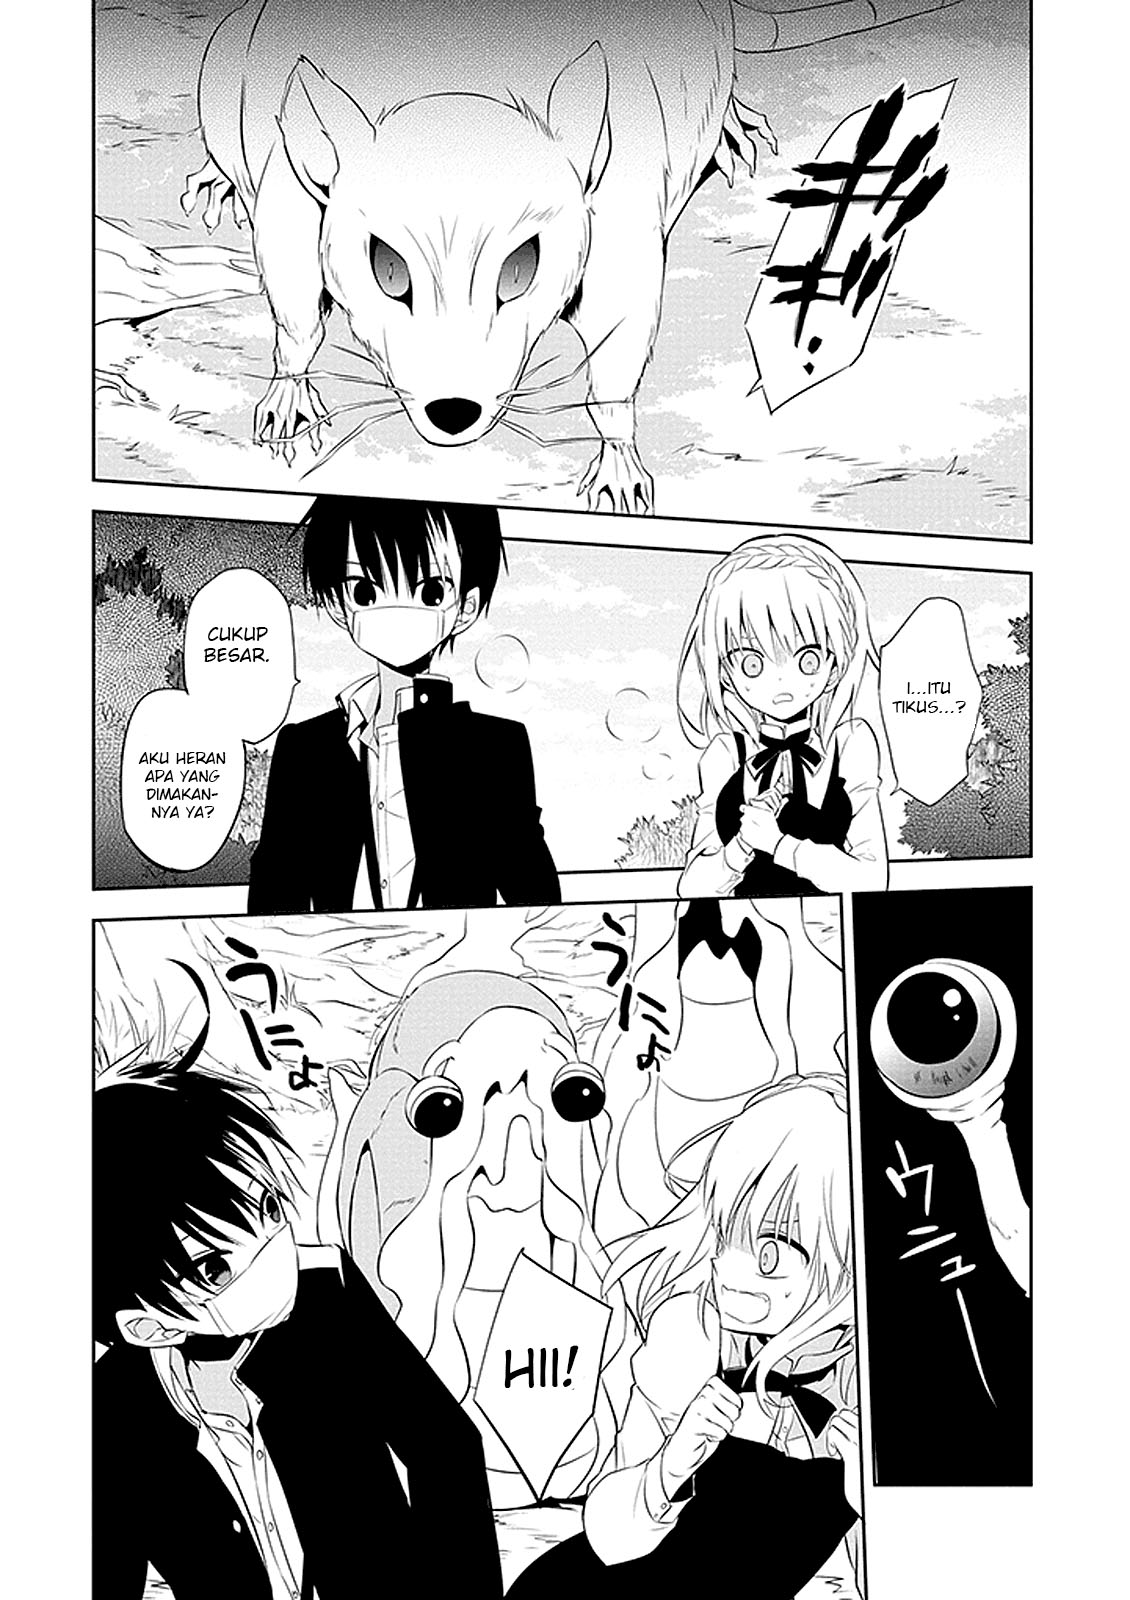 ギギ!
I...ITU
TIKUS...?
CUKUP
BESAR.
AKU HERAN
APA YANG
DIMAKAN-
NYA YA?
ウニュー
うにょ
うにょ
HII!